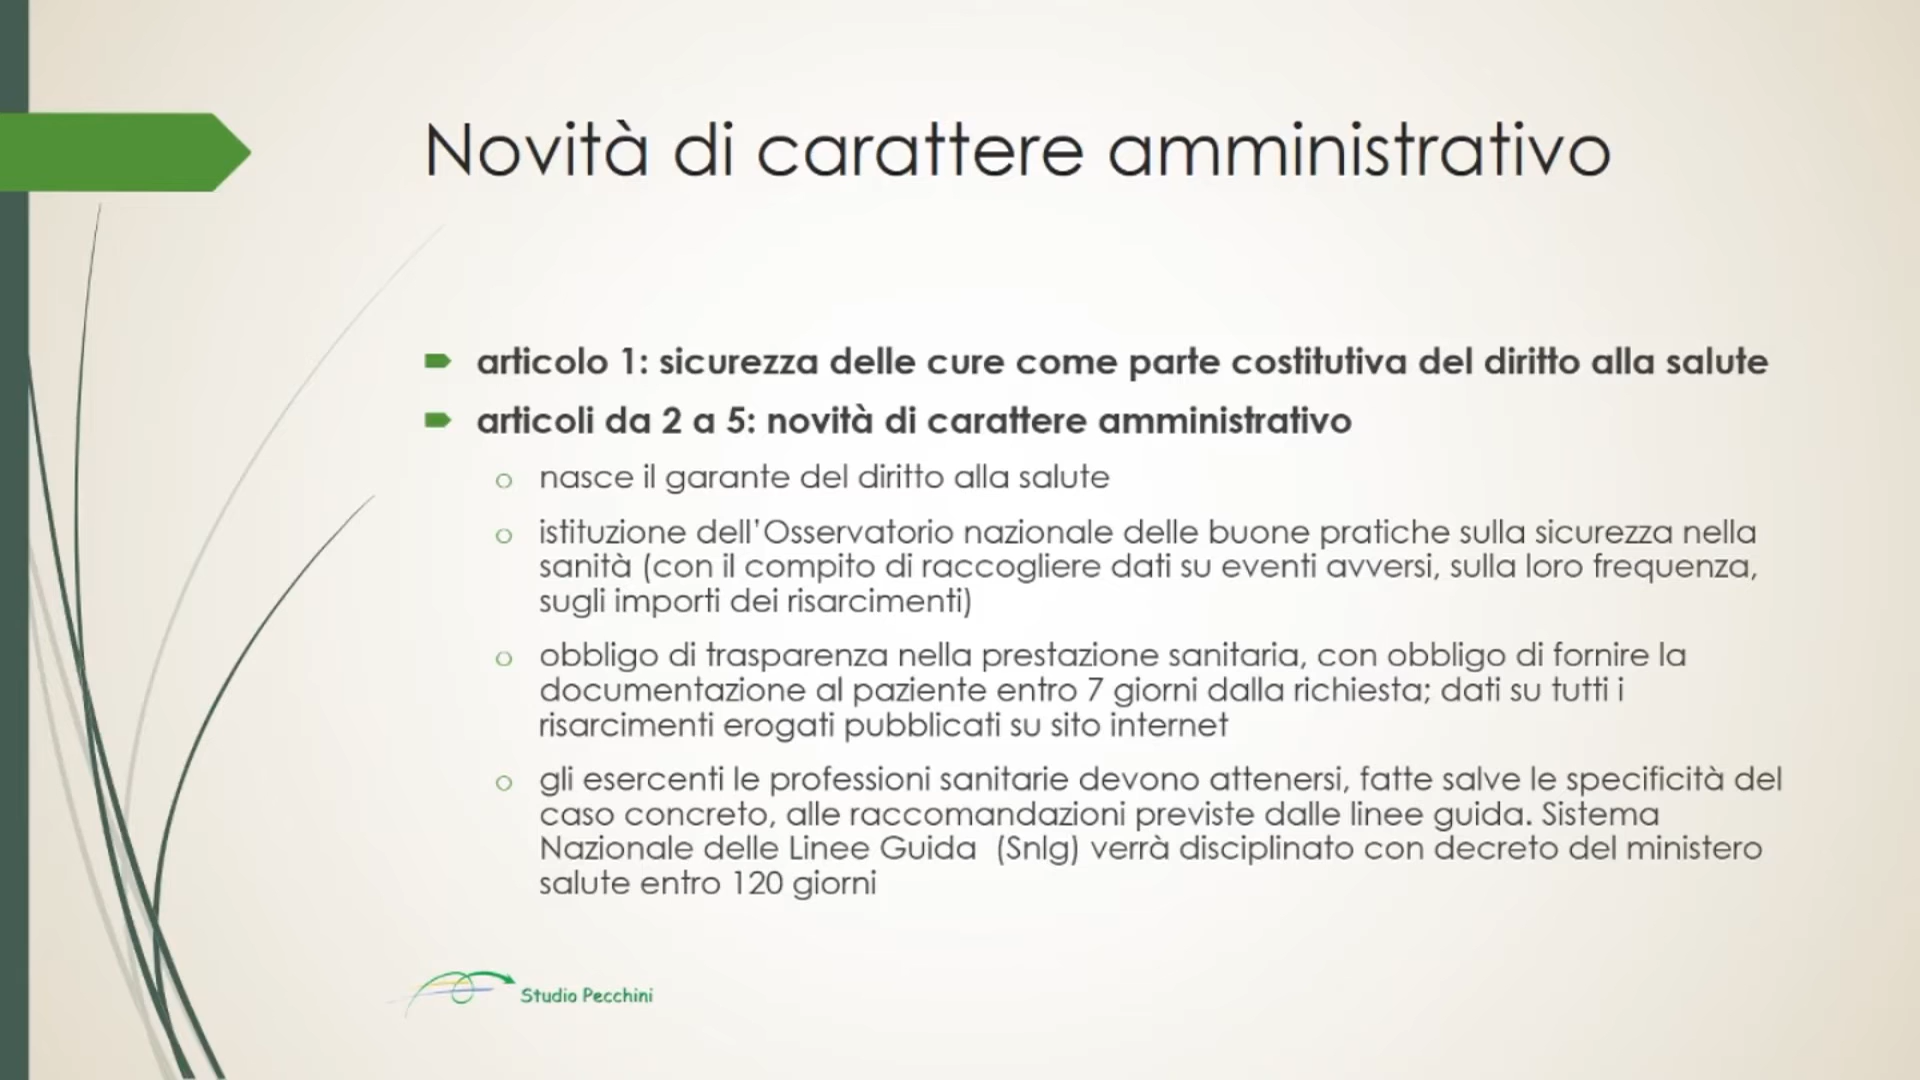 Novità di carattere amministrativo
articolo 1: sicurezza delle cure come parte costitutiva del diritto alla salute
articoli da 2 a 5: novità di carattere amministrativo
nasce il garante del diritto alla salute
istituzione dell’Osservatorio nazionale delle buone pratiche sulla sicurezza nella
sanità (con il compito di raccogliere dati su eventi avversi, sulla loro frequenza,
sugli importi dei risarcimenti)
obbligo di trasparenza nella prestazione sanitaria, con obbligo di fornire la
documentazione al paziente entro 7 giorni dalla richiesta; dati su tutti i
risarcimenti erogati pubblicati su sito internet
gli esercenti le professioni sanitarie devono attenersi, fatte salve le specificità del
caso concreto, alle raccomandazioni previste dalle linee guida. Sistema
Nazionale delle Linee Guida  (Snlg) verrà disciplinato con decreto del ministero
salute entro 120 giorni
Studio Pecchini